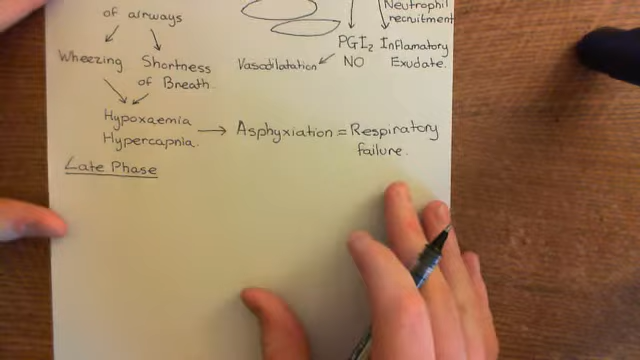 of airways
Neutrophil
recruitment
Wheezing
Shortness
of Breath
PGI2
NO
Inflamatory
Exudate.
Vasodilatation
Hypoxaemia
Hypercapnia.
Asphyxiation = Respiratory
failure.
Late Phase